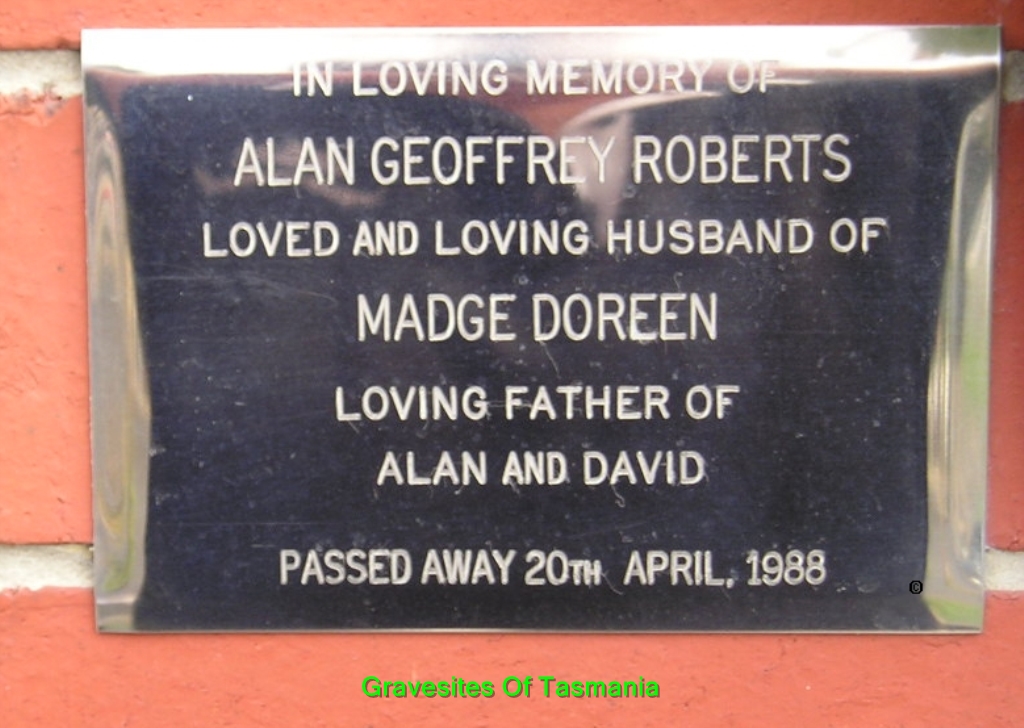 IN LOVING MEMORY OF
ALAN GEOFFREY ROBERTS
LOVED AND LOVING HUSBAND OF
MADGE DOREEN
LOVING FATHER OF
ALAN AND DAVID
PASSED AWAY 20TH APRIL, 1988
©
Gravesites Of Tasmania